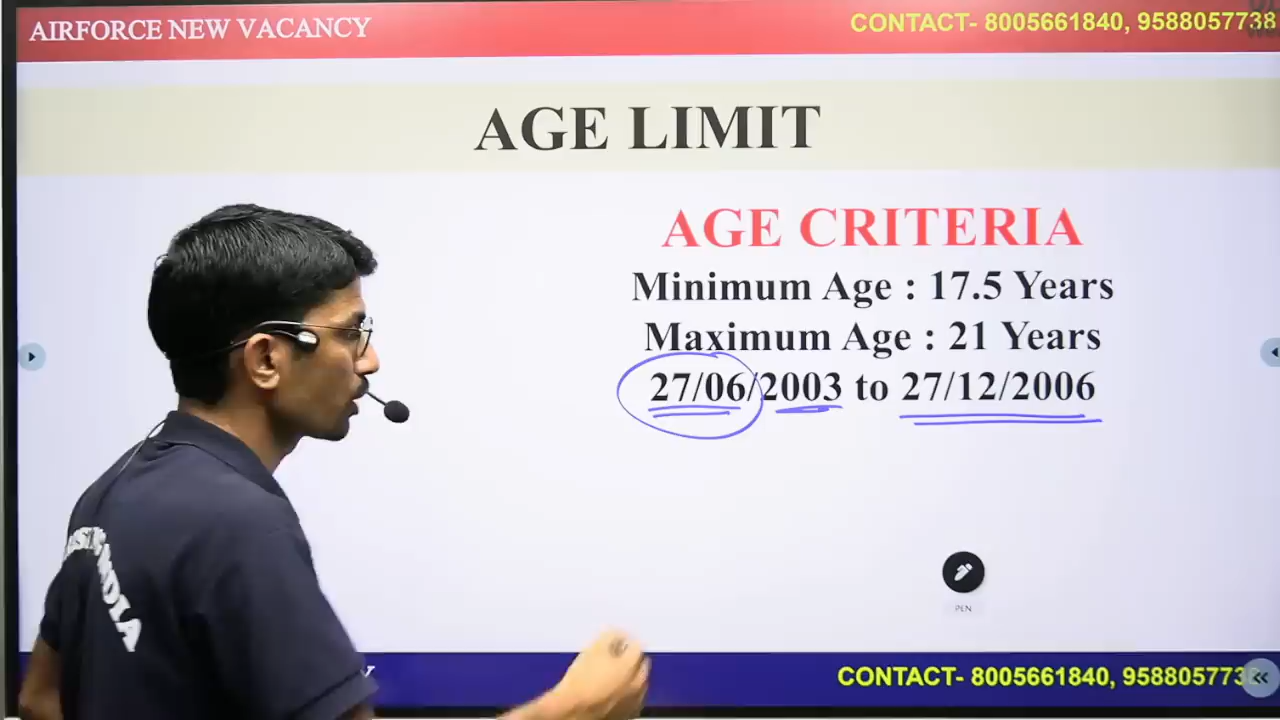 AIRFORCE NEW VACANCY
CONTACT- 8005661840, 9588057738
AGE LIMIT
AGE CRITERIA
Minimum Age : 17.5 Years
Maximum Age : 21 Years
27/06/2003 to 27/12/2006
PEN
CONTACT- 8005661840, 958805773
INDIA